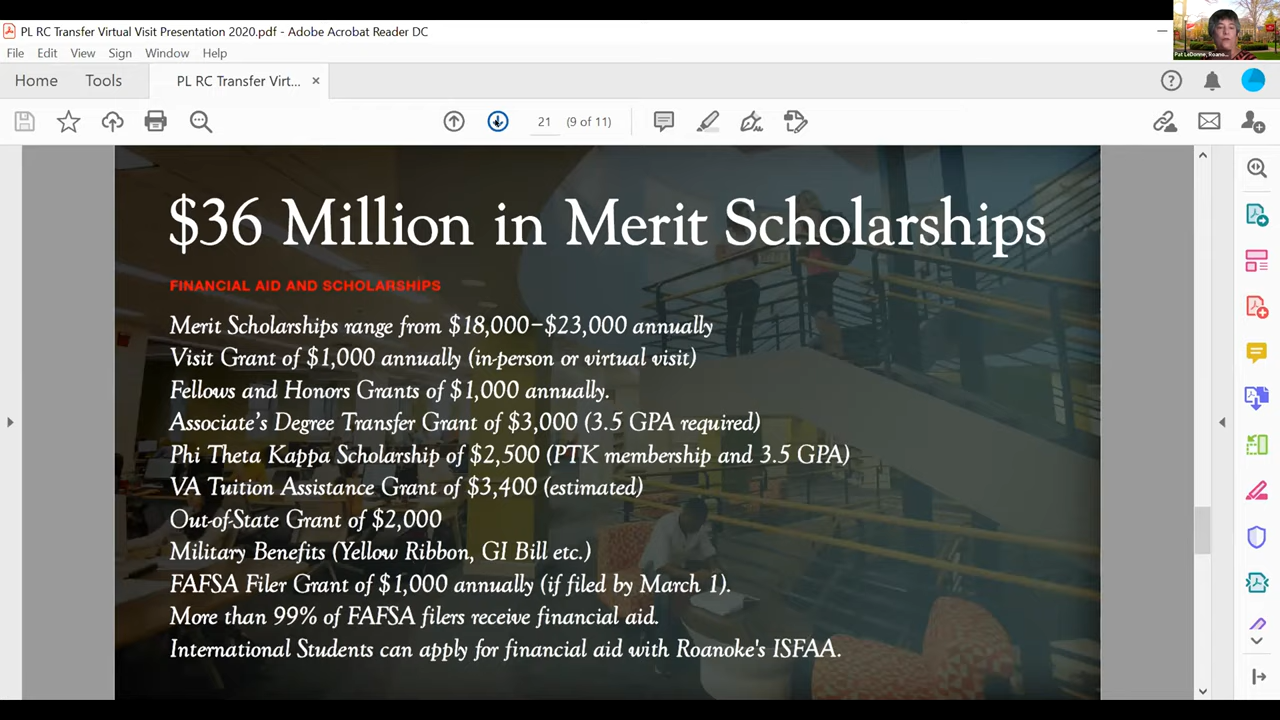 PL RC Transfer Virtual Visit Presentation 2020.pdf - Adobe Acrobat Reader DC
File Edit View Sign Window Help
Home Tools PL RC Transfer Virt... ×
21 (9 of 11)
Pat LeDonne, Roano...
$36 Million in Merit Scholarships
FINANCIAL AID AND SCHOLARSHIPS
Merit Scholarships range from $18,000–$23,000 annually
Visit Grant of $1,000 annually (in-person or virtual visit)
Fellows and Honors Grants of $1,000 annually.
Associate's Degree Transfer Grant of $3,000 (3.5 GPA required)
Phi Theta Kappa Scholarship of $2,500 (PTK membership and 3.5 GPA)
VA Tuition Assistance Grant of $3,400 (estimated)
Out-of-State Grant of $2,000
Military Benefits (Yellow Ribbon, GI Bill etc.)
FAFSA Filer Grant of $1,000 annually (if filed by March 1).
More than 99% of FAFSA filers receive financial aid.
International Students can apply for financial aid with Roanoke's ISFAA.